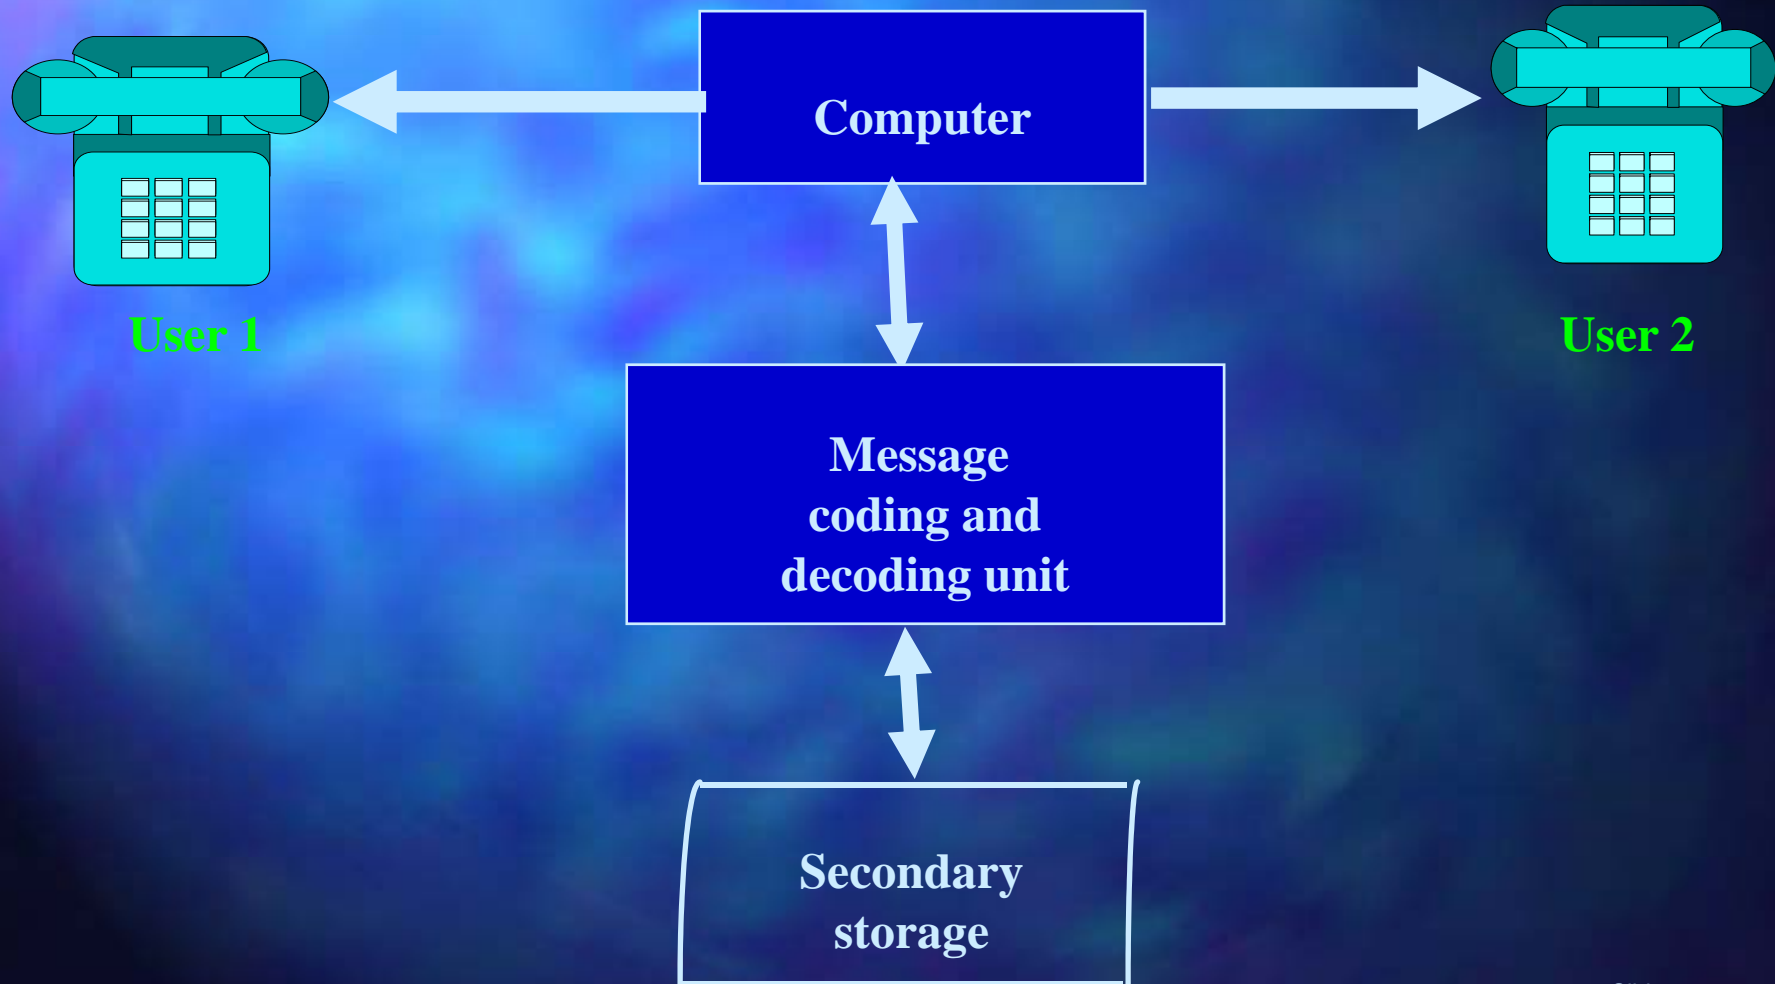 Computer
User 1
User 2
Message
coding and
decoding unit
Secondary
storage